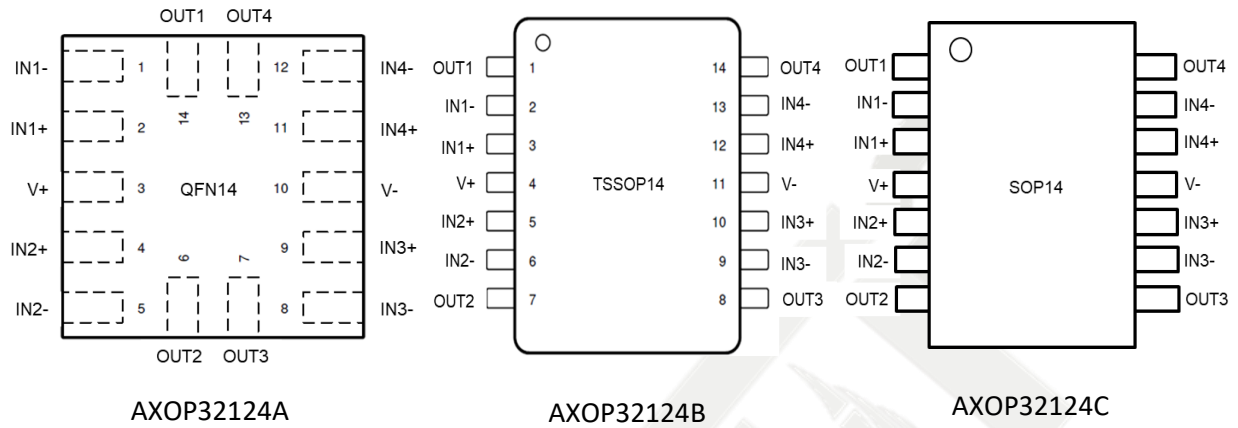 OUT1 OUT4
IN1- 1 14 13 12 IN4-
IN1+ 2 11 IN4+
V+ 3 QFN14 10 V-
IN2+ 4 6 7 9 IN3+
IN2- 5 8 IN3-
OUT2 OUT3
AXOP32124A
OUT1 1 14 OUT4
IN1- 2 13 IN4-
IN1+ 3 12 IN4+
V+ 4 TSSOP14 11 V-
IN2+ 5 10 IN3+
IN2- 6 9 IN3-
OUT2 7 8 OUT3
AXOP32124B
OUT1 OUT4
IN1- IN4-
IN1+ IN4+
V+ SOP14 V-
IN2+ IN3+
IN2- IN3-
OUT2 OUT3
AXOP32124C